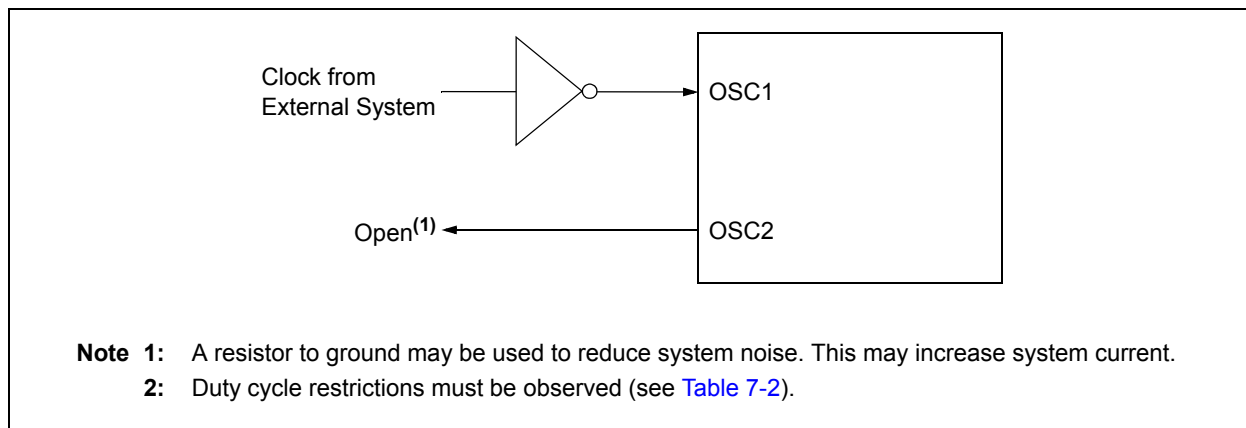 Clock from
External System
OSC1
Open(1)
OSC2
Note 1: A resistor to ground may be used to reduce system noise. This may increase system current.
2: Duty cycle restrictions must be observed (see Table 7-2).